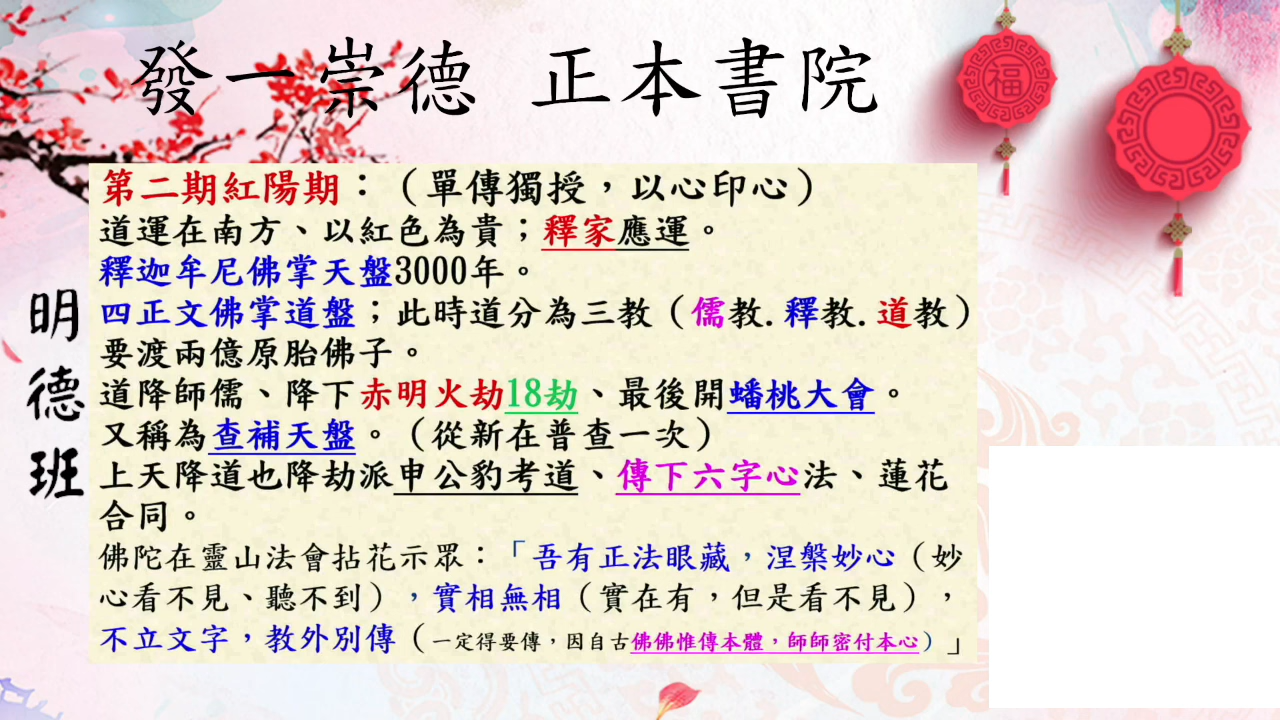 發一崇德 正本書院
福
明德班
第二期紅陽期：（單傳獨授，以心印心）
道運在南方、以紅色為貴；釋家應運。
釋迦牟尼佛掌天盤3000年。
四正文佛掌道盤；此時道分為三教（儒教.釋教.道教）
要渡兩億原胎佛子。
道降師儒、降下赤明火劫18劫、最後開蟠桃大會。
又稱為查補天盤。（從新在普查一次）
上天降道也降劫派申公豹考道、傳下六字心法、蓮花
合同。
佛陀在靈山法會拈花示眾：「吾有正法眼藏，涅槃妙心（妙
心看不見、聽不到），實相無相（實在有，但是看不見），
不立文字，教外別傳（一定得要傳，因自古佛佛惟傳本體，師師密付本心）」